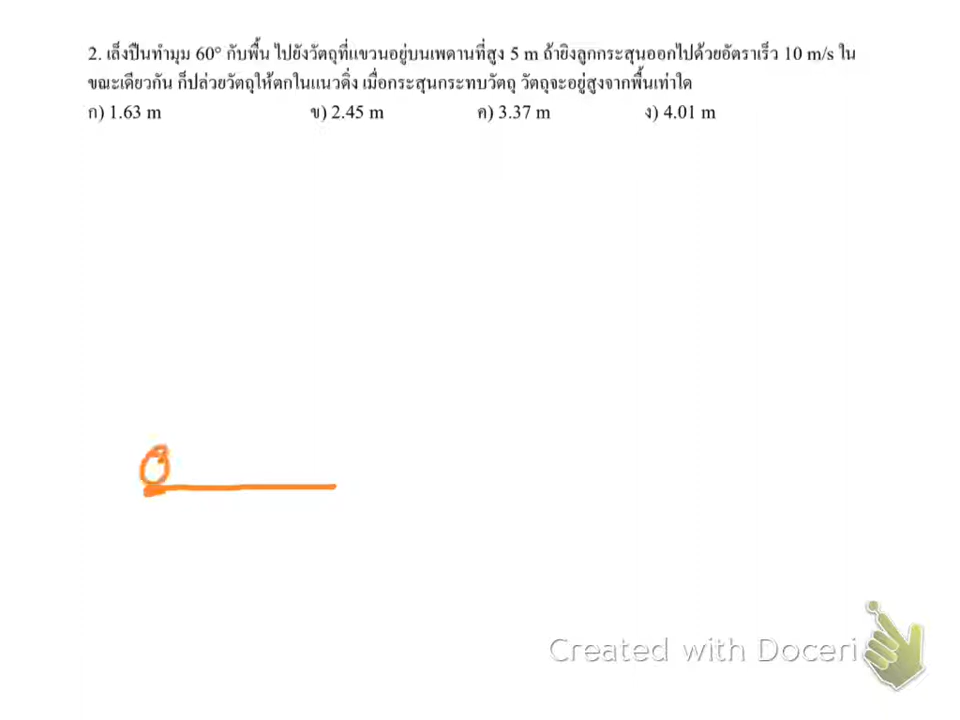 2. เล็งปืนทำมุม 60° กับพื้น ไปยังวัตถุที่แขวนอยู่บนเพดานที่สูง 5 m ถ้ายิงลูกกระสุนออกไปด้วยอัตราเร็ว 10 m/s ใน
ขณะเดียวกัน ก็ปล่วยวัตถุให้ตกในแนวดิ่ง เมื่อกระสุนกระทบวัตถุ วัตถุจะอยู่สูงจากพื้นเท่าใด
ก) 1.63 m ข) 2.45 m ค) 3.37 m ง) 4.01 m
Created with Doceri